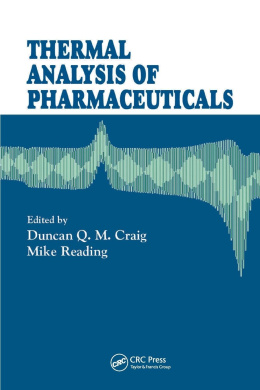 THERMAL
ANALYSIS OF
PHARMACEUTICALS
Edited by
Duncan Q. M. Craig
Mike Reading
CRC Press
Taylor & Francis Group